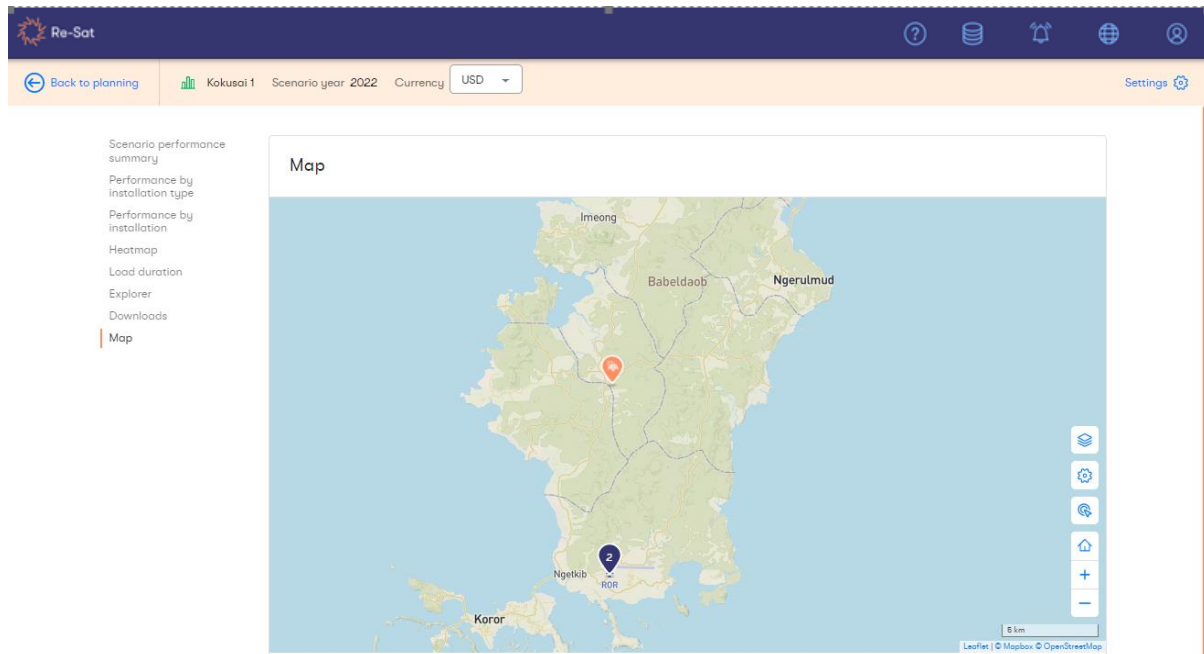 Re-Sat
?
Back to planning
Kokusai 1
Scenario year 2022
Currency
USD
Settings
Scenario performance
summary
Performance by
installation type
Performance by
installation
Heatmap
Load duration
Explorer
Downloads
Map
Map
Imeong
Babeldaob
Ngerulmud
2
Ngetkib
ROR
Koror
+
−
5 km
Leaflet | © Mapbox © OpenStreetMap